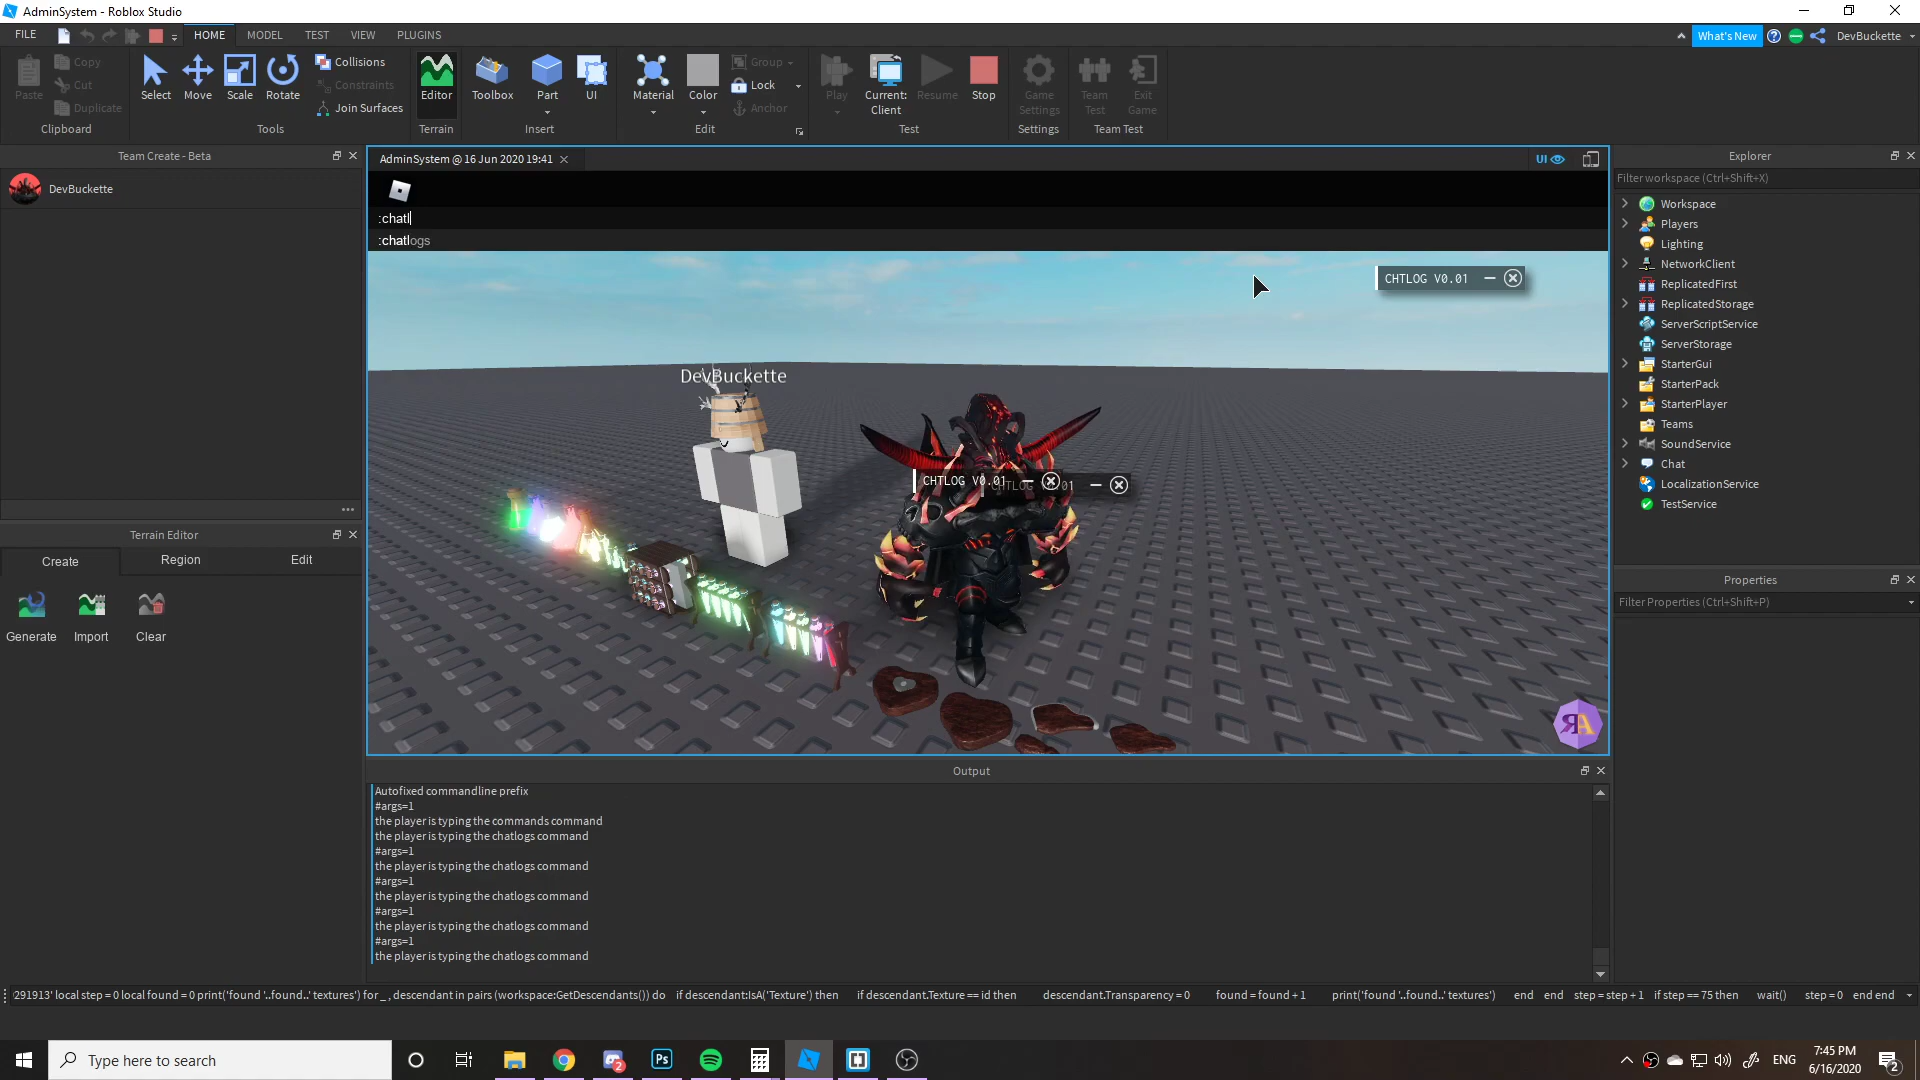 AdminSystem - Roblox Studio
FILE
HOME
MODEL
TEST
VIEW
PLUGINS
What's New
DevBuckette
Paste
Copy
Cut
Duplicate
Clipboard
Select
Move
Scale
Rotate
Collisions
Constraints
Join Surfaces
Tools
Editor
Terrain
Toolbox
Part
UI
Insert
Material
Color
Group
Lock
Anchor
Edit
Play
Current:
Client
Resume
Stop
Test
Game
Settings
Settings
Team
Test
Exit
Game
Team Test
Team Create - Beta
DevBuckette
Terrain Editor
Create
Region
Edit
Generate
Import
Clear
AdminSystem @ 16 Jun 2020 19:41
UI
:chatl
:chatlogs
CHTLOG V0.01
DevBuckette
CHTLOG V0.01
CHTLOG V0.01
RA
Output
Autofixed commandline prefix
#args=1
the player is typing the commands command
the player is typing the chatlogs command
#args=1
the player is typing the chatlogs command
#args=1
the player is typing the chatlogs command
#args=1
the player is typing the chatlogs command
#args=1
the player is typing the chatlogs command
Explorer
Filter workspace (Ctrl+Shift+X)
Workspace
Players
Lighting
NetworkClient
ReplicatedFirst
ReplicatedStorage
ServerScriptService
ServerStorage
StarterGui
StarterPack
StarterPlayer
Teams
SoundService
Chat
LocalizationService
TestService
Properties
Filter Properties (Ctrl+Shift+P)
'291913' local step = 0 local found = 0 print('found '..found..' textures') for _ , descendant in pairs (workspace:GetDescendants()) do if descendant:IsA('Texture') then if descendant.Texture == id then descendant.Transparency = 0 found = found + 1 print('found '..found..' textures') end end step = step + 1 if step == 75 then wait() step = 0 end end
Type here to search
2
Ps
ENG
7:45 PM
6/16/2020
2